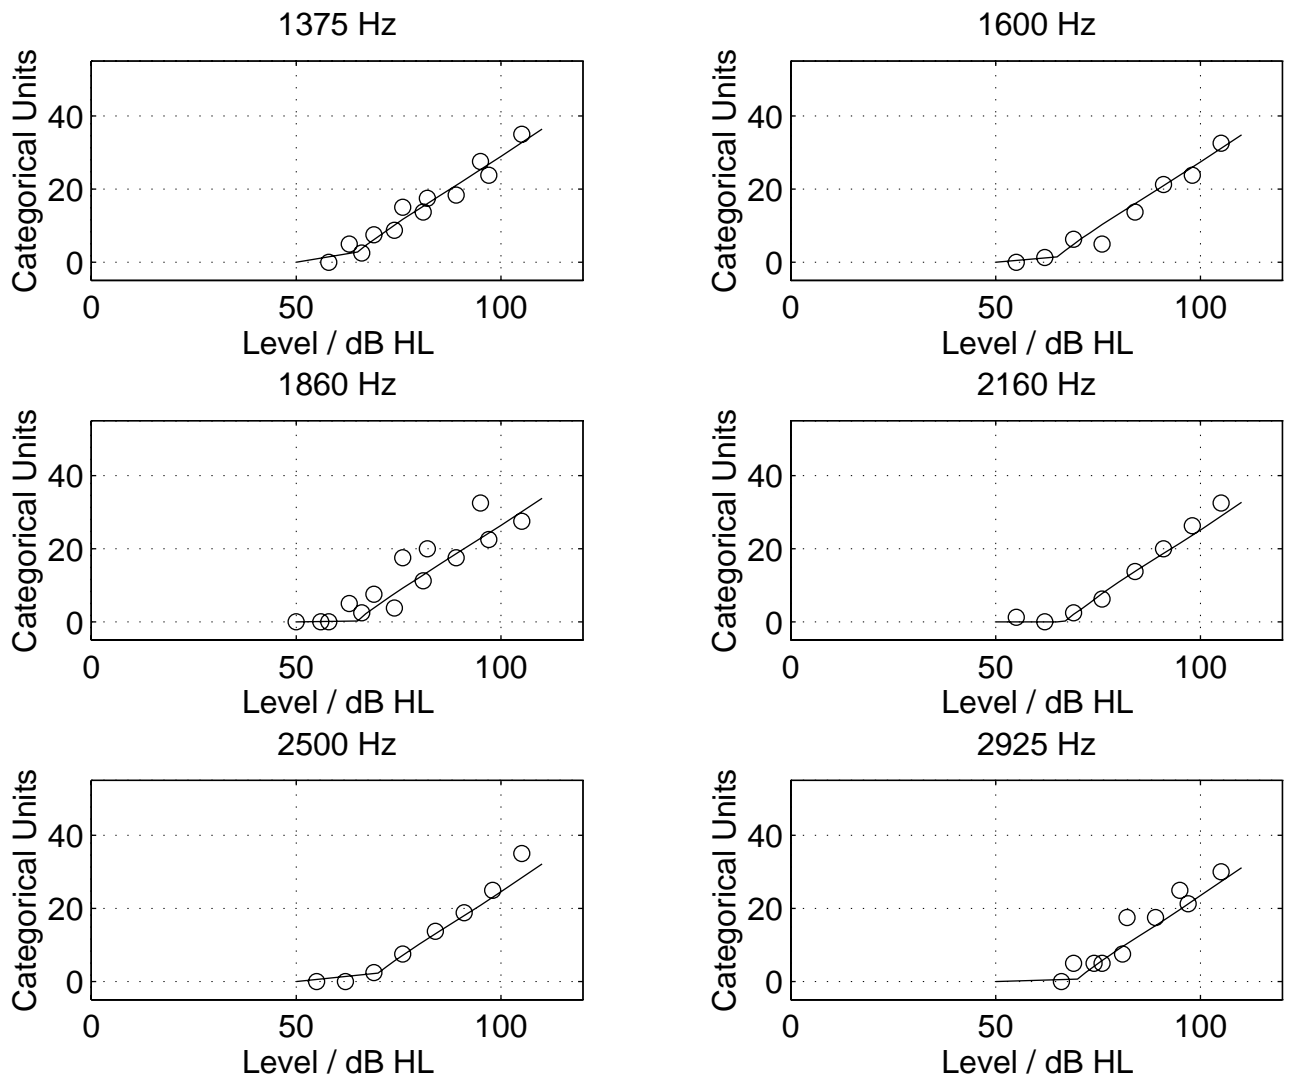 1375 Hz
Categorical Units
40
20
0
0 50 100
Level / dB HL
1600 Hz
Categorical Units
40
20
0
0 50 100
Level / dB HL
1860 Hz
Categorical Units
40
20
0
0 50 100
Level / dB HL
2160 Hz
Categorical Units
40
20
0
0 50 100
Level / dB HL
2500 Hz
Categorical Units
40
20
0
0 50 100
Level / dB HL
2925 Hz
Categorical Units
40
20
0
0 50 100
Level / dB HL